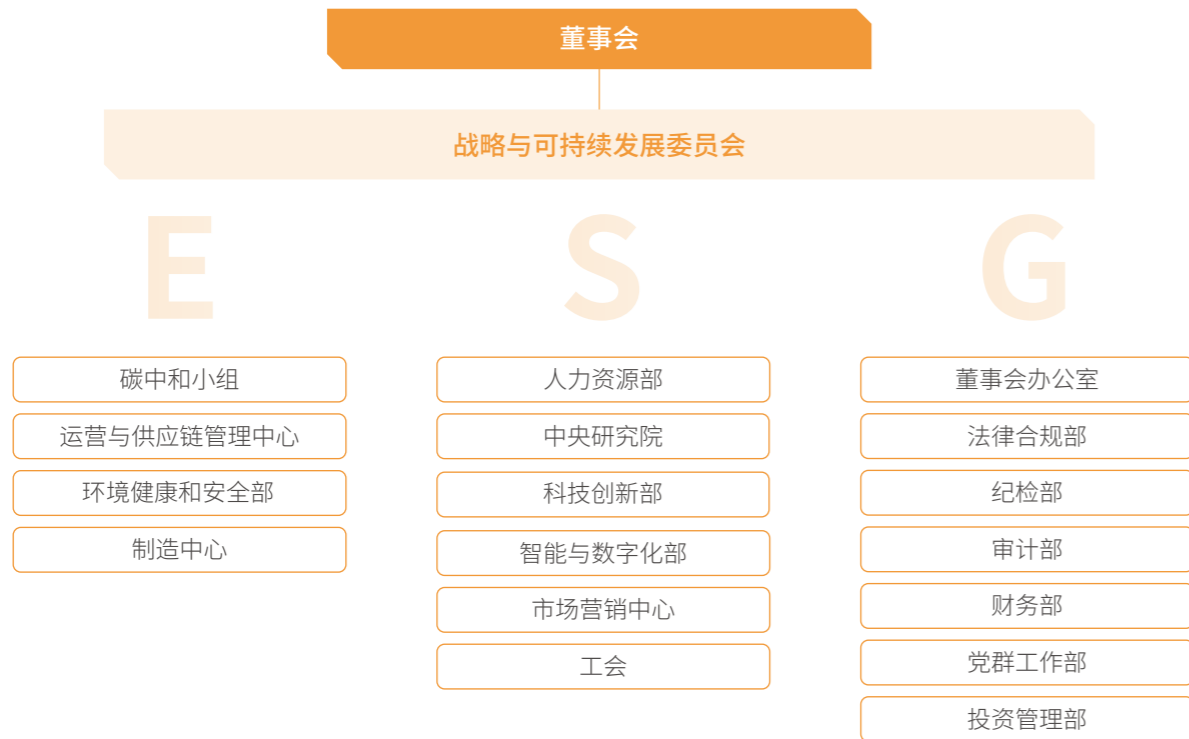 董事会
战略与可持续发展委员会
E
碳中和小组
运营与供应链管理中心
环境健康和安全部
制造中心
S
人力资源部
中央研究院
科技创新部
智能与数字化部
市场营销中心
工会
G
董事会办公室
法律合规部
纪检部
审计部
财务部
党群工作部
投资管理部